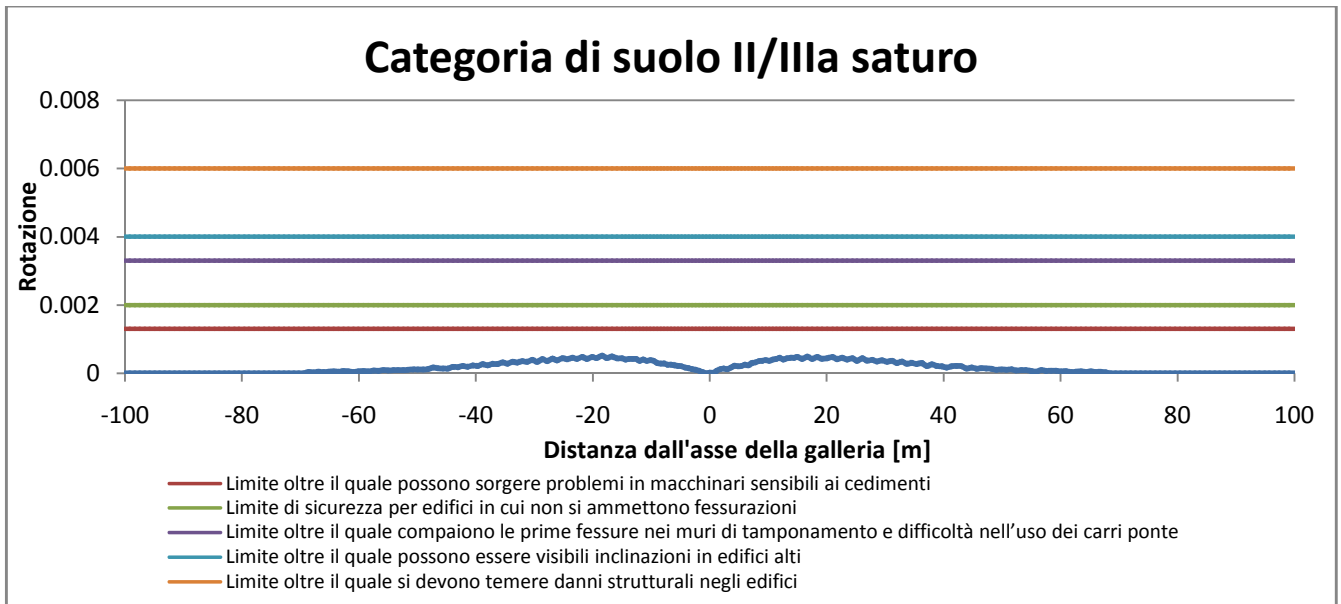 Categoria di suolo II/IIIa saturo
0.008
0.006
0.004
0.002
0
Rotazione
-100 -80 -60 -40 -20 0 20 40 60 80 100
Distanza dall'asse della galleria [m]
Limite oltre il quale possono sorgere problemi in macchinari sensibili ai cedimenti
Limite di sicurezza per edifici in cui non si ammettono fessurazioni
Limite oltre il quale compaiono le prime fessure nei muri di tamponamento e difficoltà nell’uso dei carri ponte
Limite oltre il quale possono essere visibili inclinazioni in edifici alti
Limite oltre il quale si devono temere danni strutturali negli edifici